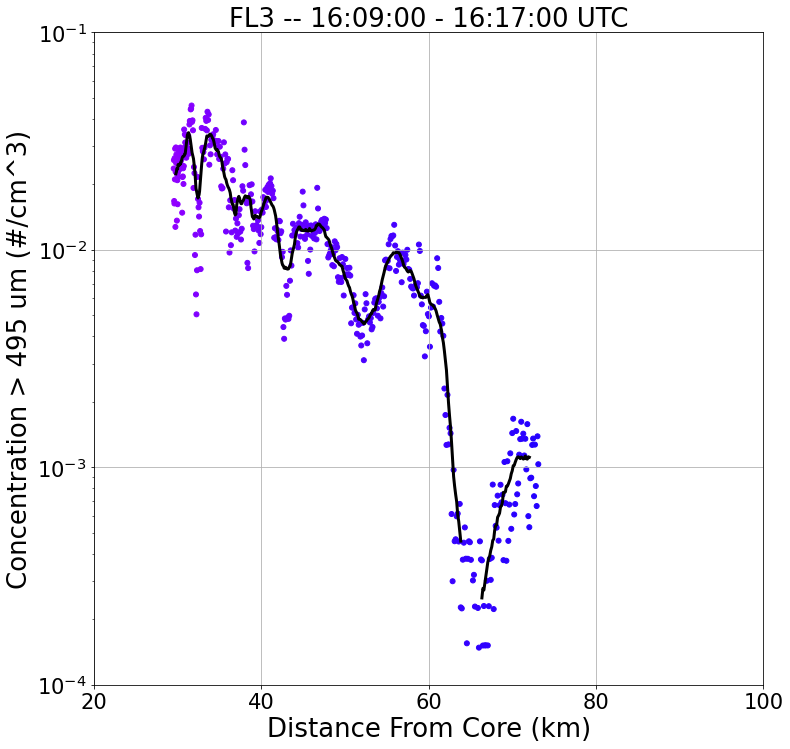 FL3 -- 16:09:00 - 16:17:00 UTC
Concentration > 495 um (#/cm^3)
10⁻¹
10⁻²
10⁻³
10⁻⁴
20 40 60 80 100
Distance From Core (km)